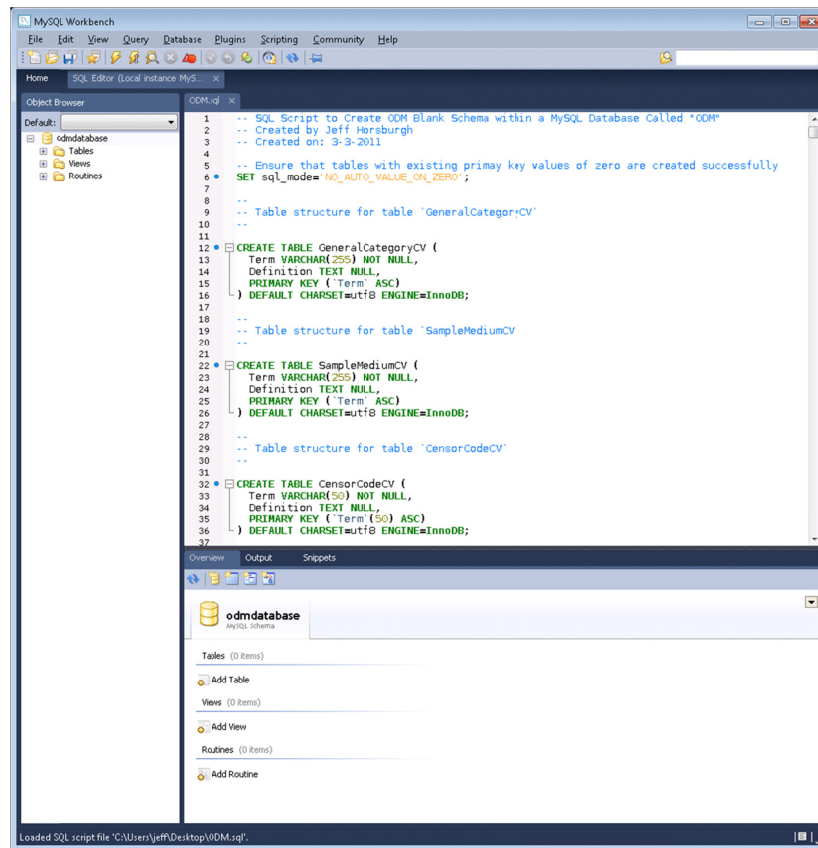 MySQL Workbench
File Edit View Query Database Plugins Scripting Community Help
Home SQL Editor (Local instance MyS... ×
Object Browser
ODM.sql ×
Default:
odmdatabase
Tables
Views
Routines
1 -- SQL Script to Create ODM Blank Schema within a MySQL Database Called "ODM"
2 -- Created by Jeff Horsburgh
3 -- Created on: 3-3-2011
4
5 -- Ensure that tables with existing primay key values of zero are created successfully
6 SET sql_mode='NO_AUTO_VALUE_ON_ZERO';
7
8 --
9 -- Table structure for table `GeneralCategoryCV`
10 --
11
12 CREATE TABLE GeneralCategoryCV (
13 Term VARCHAR(255) NOT NULL,
14 Definition TEXT NULL,
15 PRIMARY KEY (`Term` ASC)
16 ) DEFAULT CHARSET=utf8 ENGINE=InnoDB;
17
18 --
19 -- Table structure for table `SampleMediumCV
20 --
21
22 CREATE TABLE SampleMediumCV (
23 Term VARCHAR(255) NOT NULL,
24 Definition TEXT NULL,
25 PRIMARY KEY (`Term` ASC)
26 ) DEFAULT CHARSET=utf8 ENGINE=InnoDB;
27
28 --
29 -- Table structure for table `CensorCodeCV`
30 --
31
32 CREATE TABLE CensorCodeCV (
33 Term VARCHAR(50) NOT NULL,
34 Definition TEXT NULL,
35 PRIMARY KEY (`Term`(50) ASC)
36 ) DEFAULT CHARSET=utf8 ENGINE=InnoDB;
37
Overview Output Snippets
odmdatabase
MySQL Schema
Tables (0 items)
Add Table
Views (0 items)
Add View
Routines (0 items)
Add Routine
Loaded SQL script file 'C:\Users\jeff\Desktop\ODM.sql'.